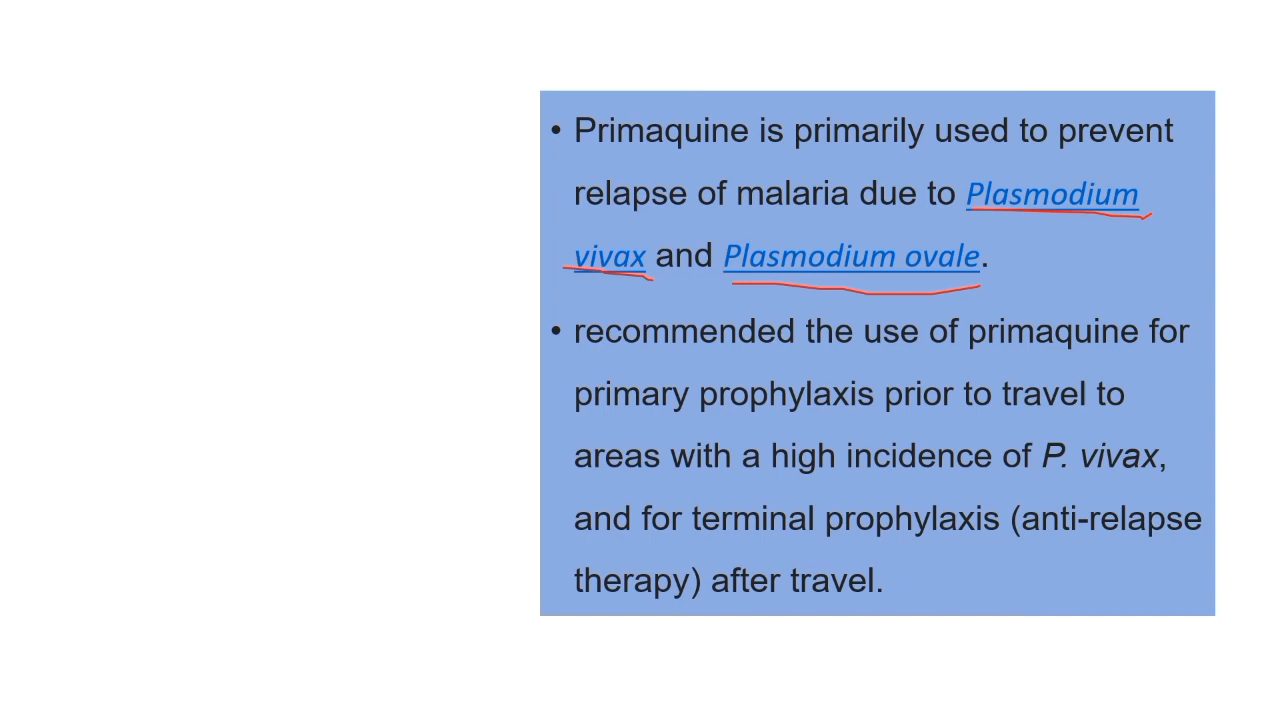 • Primaquine is primarily used to prevent
relapse of malaria due to Plasmodium
vivax and Plasmodium ovale.
• recommended the use of primaquine for
primary prophylaxis prior to travel to
areas with a high incidence of P. vivax,
and for terminal prophylaxis (anti-relapse
therapy) after travel.